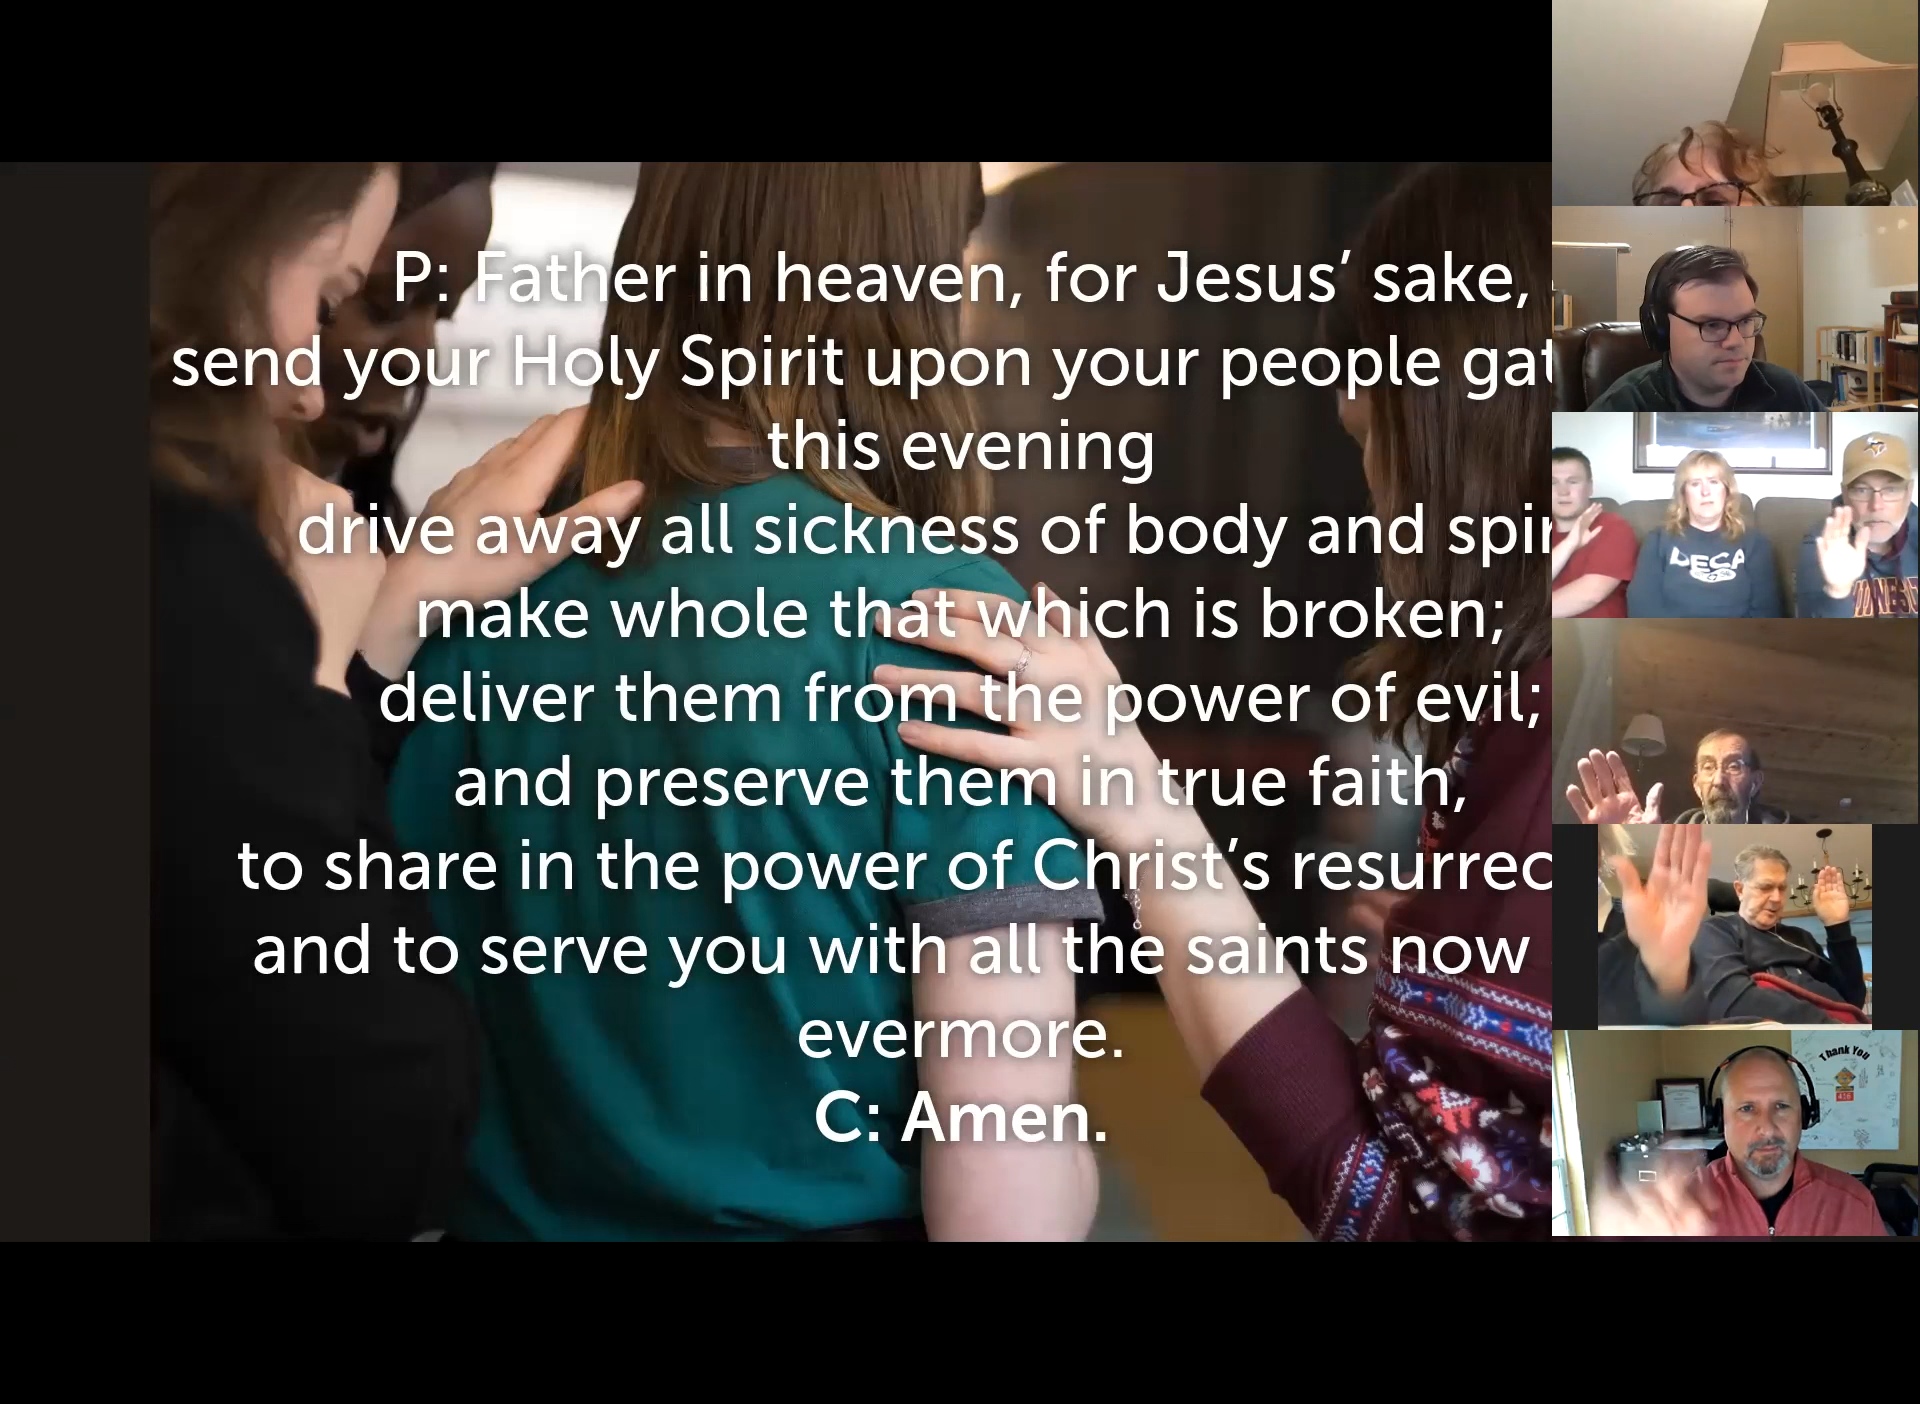 P: Father in heaven, for Jesus’ sake,
send your Holy Spirit upon your people
this evening
drive away all sickness of body and
make whole that which is broken;
deliver them from the power of evil;
and preserve them in true faith,
to share in the power of Christ’s
and to serve you with all the saints now
evermore.
C: Amen.
DECA
Thank You
416